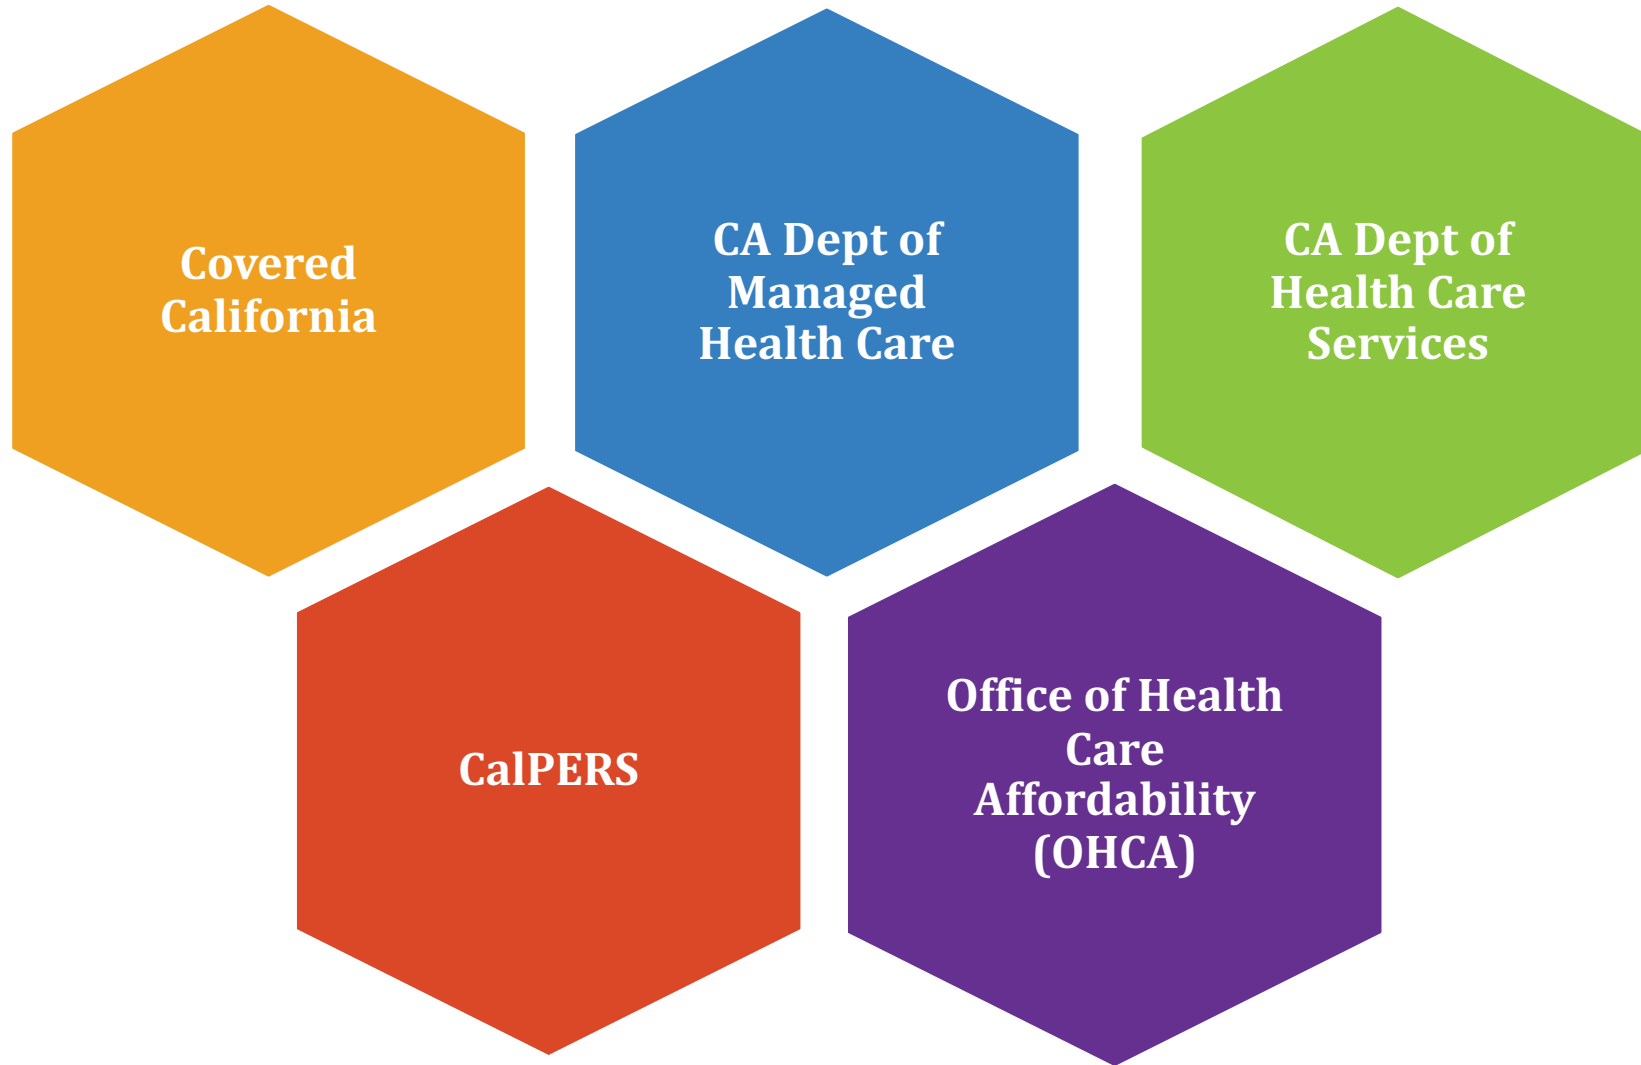 Covered
California
CA Dept of
Managed
Health Care
CA Dept of
Health Care
Services
CalPERS
Office of Health
Care
Affordability
(OHCA)